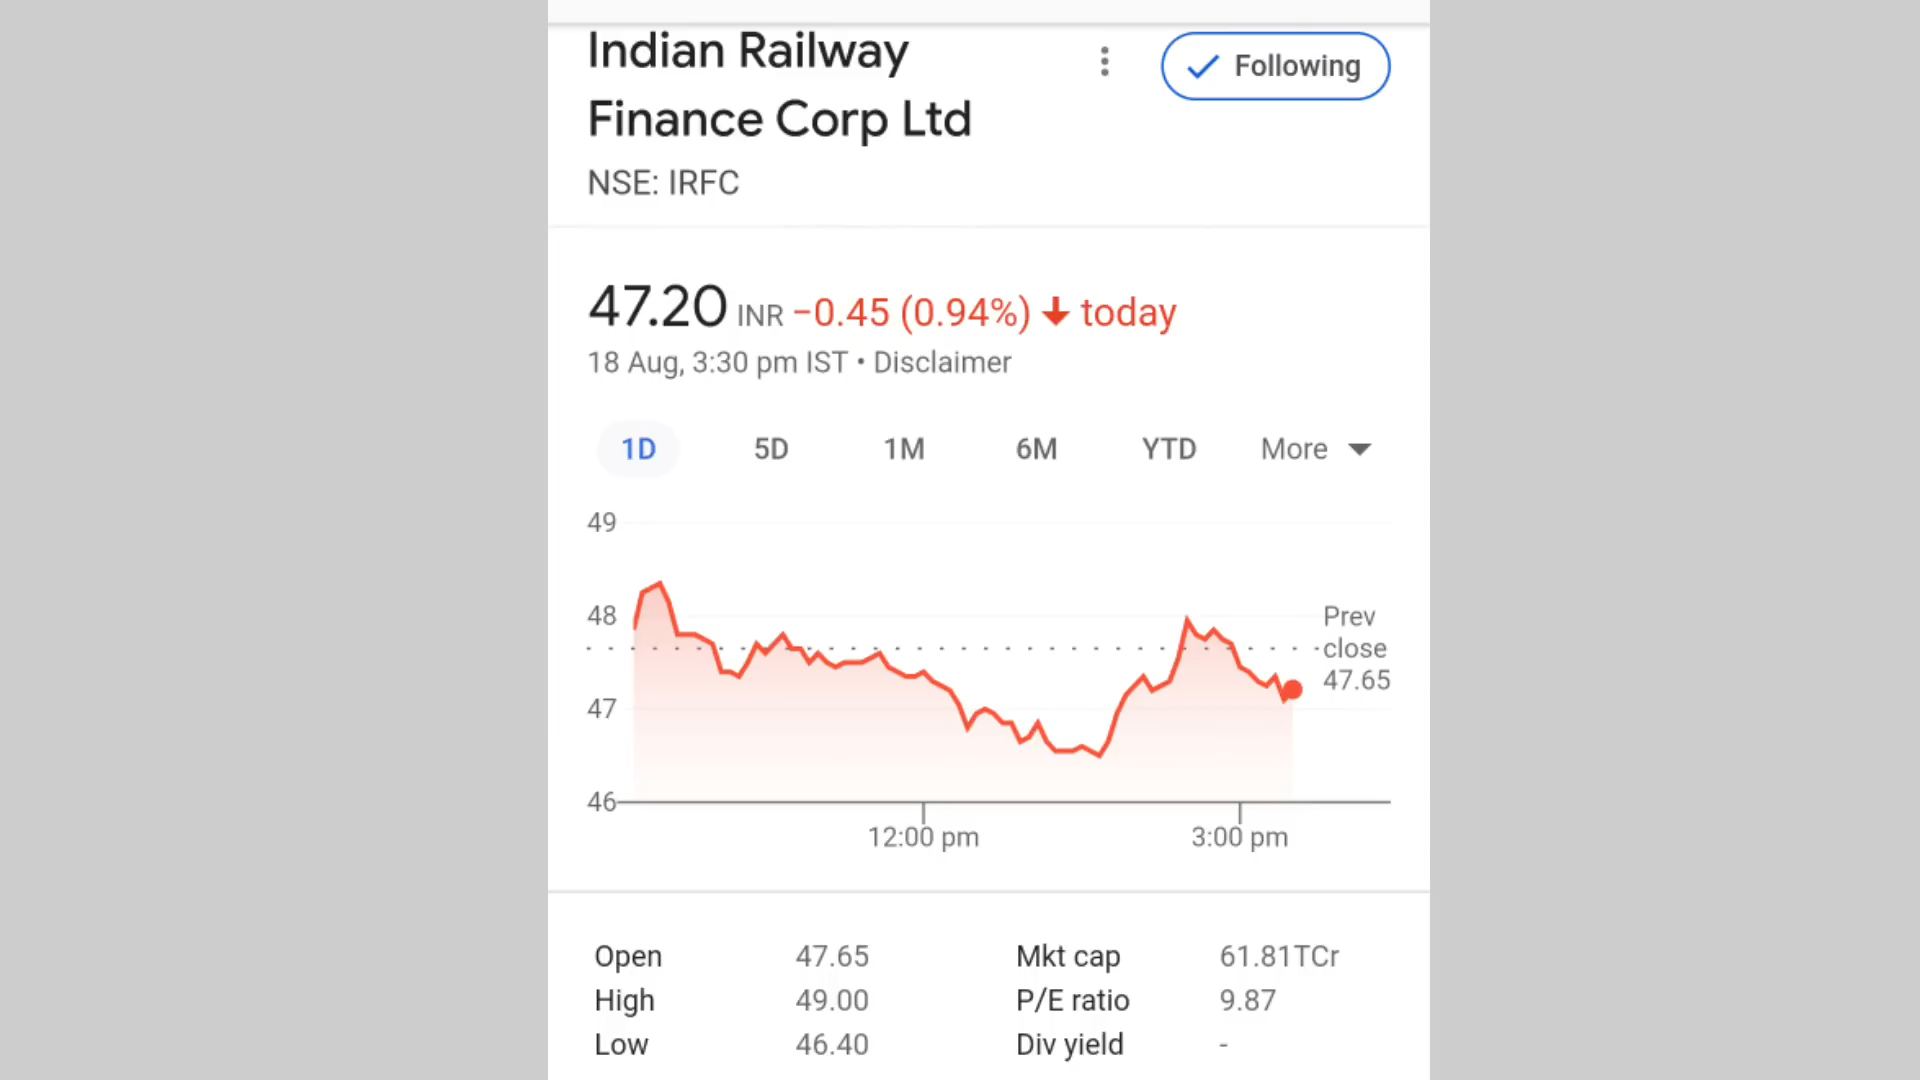 Indian Railway
Finance Corp Ltd
Following
NSE: IRFC
47.20 INR −0.45 (0.94%) ↓ today
18 Aug, 3:30 pm IST • Disclaimer
1D 5D 1M 6M YTD More
49
48
47
46
Prev
close
47.65
12:00 pm 3:00 pm
Open 47.65 Mkt cap 61.81TCr
High 49.00 P/E ratio 9.87
Low 46.40 Div yield -